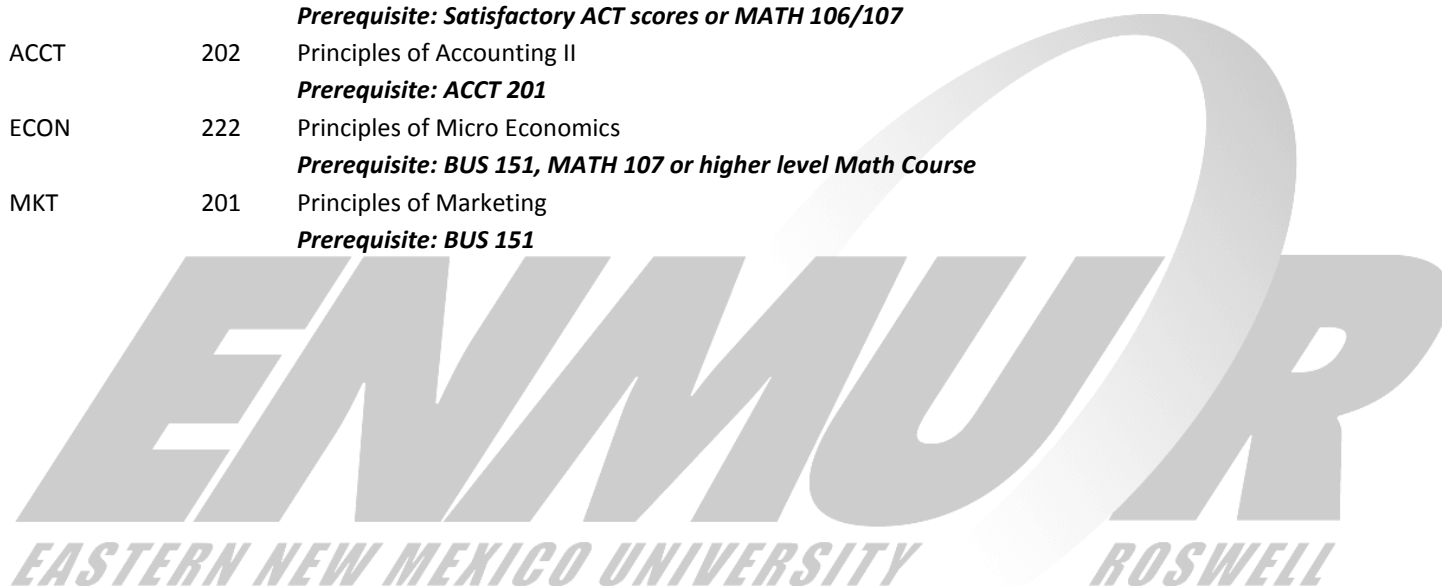 Prerequisite: Satisfactory ACT scores or MATH 106/107
ACCT 202 Principles of Accounting II
Prerequisite: ACCT 201
ECON 222 Principles of Micro Economics
Prerequisite: BUS 151, MATH 107 or higher level Math Course
MKT 201 Principles of Marketing
Prerequisite: BUS 151
ENMU R
EASTERN NEW MEXICO UNIVERSITY ROSWELL